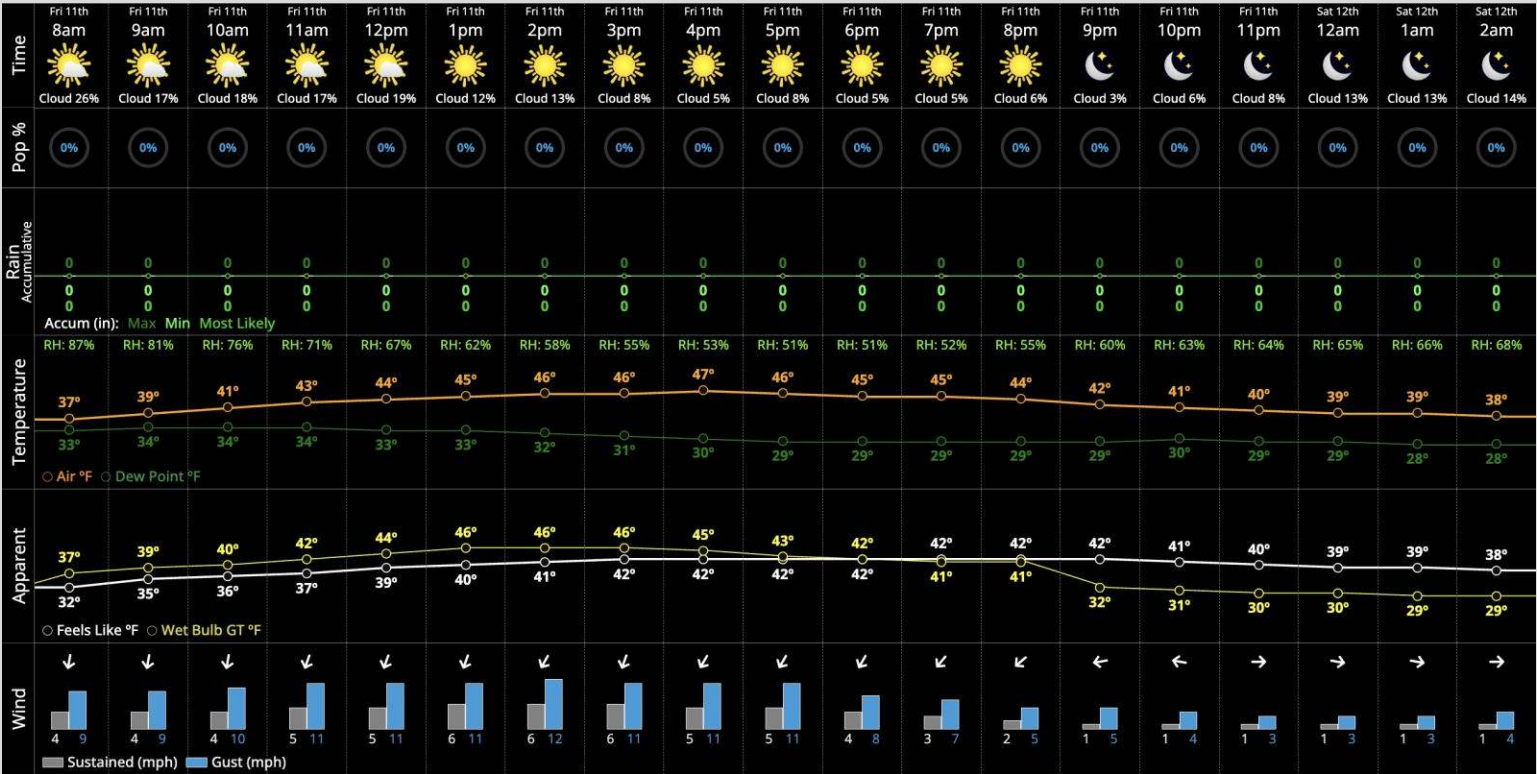 Time
Fri 11th Fri 11th Fri 11th Fri 11th Fri 11th Fri 11th Fri 11th Fri 11th Fri 11th Fri 11th Fri 11th Fri 11th Fri 11th Fri 11th Fri 11th Fri 11th Sat 12th Sat 12th Sat 12th
8am 9am 10am 11am 12pm 1pm 2pm 3pm 4pm 5pm 6pm 7pm 8pm 9pm 10pm 11pm 12am 1am 2am
Cloud 26% Cloud 17% Cloud 18% Cloud 17% Cloud 19% Cloud 12% Cloud 13% Cloud 8% Cloud 5% Cloud 8% Cloud 5% Cloud 5% Cloud 6% Cloud 3% Cloud 6% Cloud 8% Cloud 13% Cloud 13% Cloud 14%
Pop %
0% 0% 0% 0% 0% 0% 0% 0% 0% 0% 0% 0% 0% 0% 0% 0% 0% 0% 0%
Rain
Accumulative
0 0 0 0 0 0 0 0 0 0 0 0 0 0 0 0 0 0 0
0 0 0 0 0 0 0 0 0 0 0 0 0 0 0 0 0 0 0
0 0 0 0 0 0 0 0 0 0 0 0 0 0 0 0 0 0 0
Accum (in): Max Min Most Likely
Temperature
RH: 87% RH: 81% RH: 76% RH: 71% RH: 67% RH: 62% RH: 58% RH: 55% RH: 53% RH: 51% RH: 51% RH: 52% RH: 55% RH: 60% RH: 63% RH: 64% RH: 65% RH: 66% RH: 68%
37° 39° 41° 43° 44° 45° 46° 46° 47° 46° 45° 45° 44° 42° 41° 40° 39° 39° 38°
33° 34° 34° 34° 33° 33° 32° 31° 30° 29° 29° 29° 29° 29° 30° 29° 29° 28° 28°
Air ºF Dew Point ºF
Apparent
37° 39° 40° 42° 44° 46° 46° 46° 45° 43° 42° 42° 42° 42° 41° 40° 39° 39° 38°
32° 35° 36° 37° 39° 40° 41° 42° 42° 42° 42° 41° 41° 32° 31° 30° 30° 29° 29°
Feels Like ºF Wet Bulb GT ºF
Wind
4 9 4 9 4 10 5 11 5 11 6 11 6 12 6 11 5 11 5 11 4 8 3 7 2 5 1 5 1 4 1 3 1 3 1 3 1 4
Sustained (mph) Gust (mph)